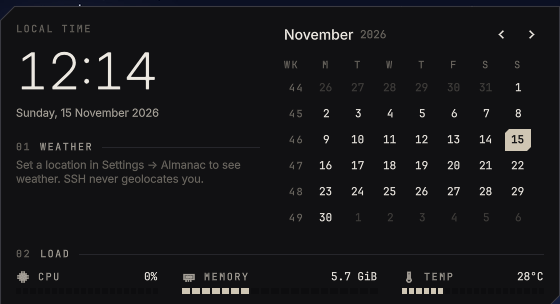 LOCAL TIME
12:14
Sunday, 15 November 2026
01 WEATHER
Set a location in Settings → Almanac to see
weather. SSH never geolocates you.
November 2026
WK M T W T F S S
44 26 27 28 29 30 31 1
45 2 3 4 5 6 7 8
46 9 10 11 12 13 14 15
47 16 17 18 19 20 21 22
48 23 24 25 26 27 28 29
49 30 1 2 3 4 5 6
02 LOAD
CPU 0% MEMORY 5.7 GiB TEMP 28°C